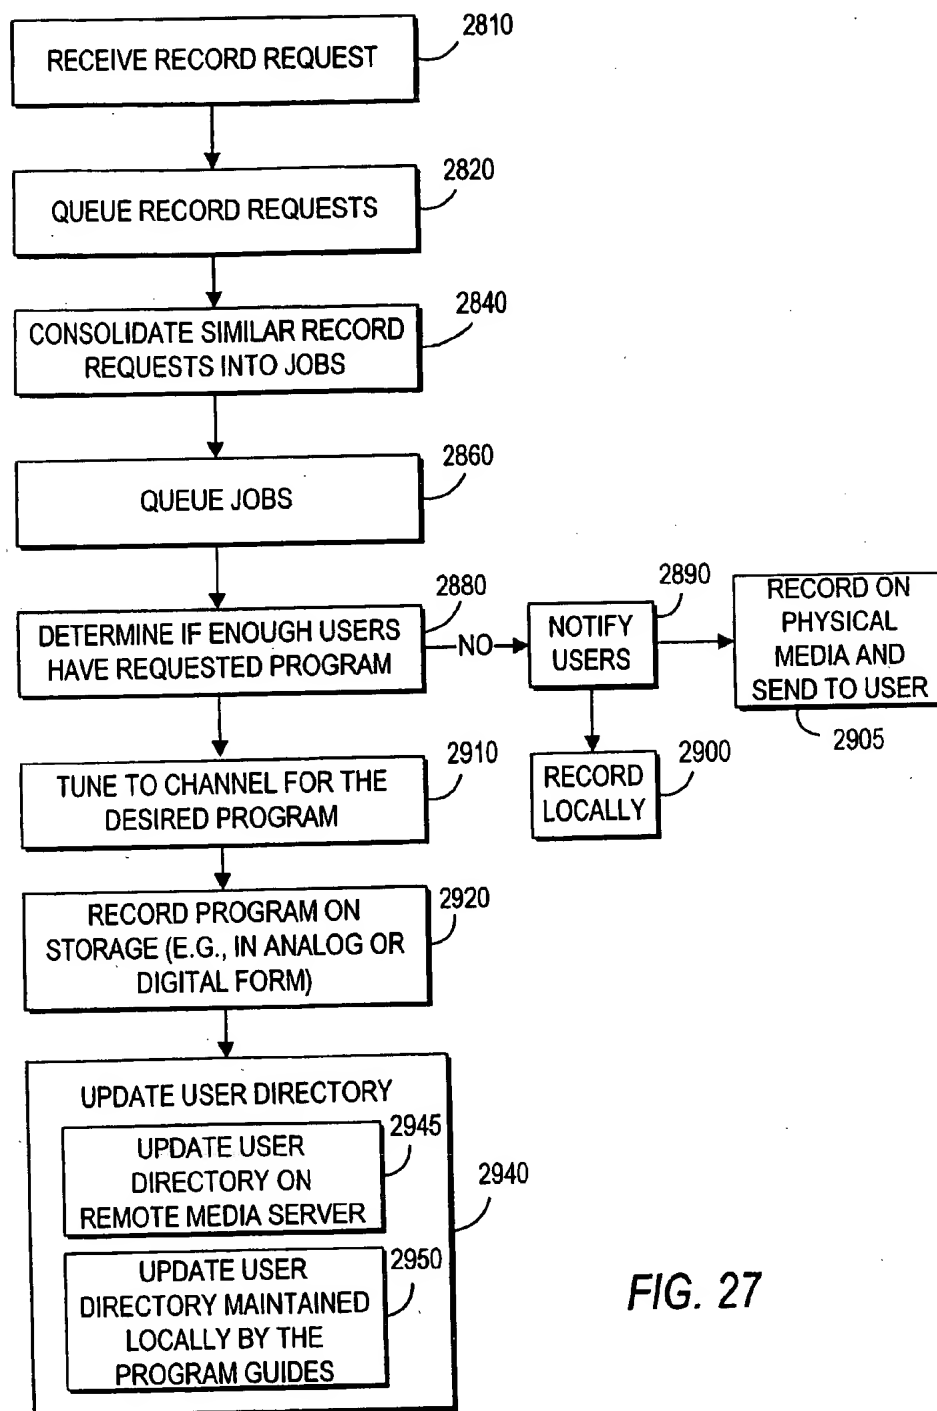 RECEIVE RECORD REQUEST
2810
QUEUE RECORD REQUESTS
2820
CONSOLIDATE SIMILAR RECORD
REQUESTS INTO JOBS
2840
QUEUE JOBS
2860
DETERMINE IF ENOUGH USERS
HAVE REQUESTED PROGRAM
2880
NO
NOTIFY
USERS
2890
RECORD ON
PHYSICAL
MEDIA AND
SEND TO USER
2905
RECORD
LOCALLY
2900
TUNE TO CHANNEL FOR THE
DESIRED PROGRAM
2910
RECORD PROGRAM ON
STORAGE (E.G., IN ANALOG OR
DIGITAL FORM)
2920
UPDATE USER DIRECTORY
2940
UPDATE USER
DIRECTORY ON
REMOTE MEDIA SERVER
2945
UPDATE USER
DIRECTORY MAINTAINED
LOCALLY BY THE
PROGRAM GUIDES
2950
FIG. 27